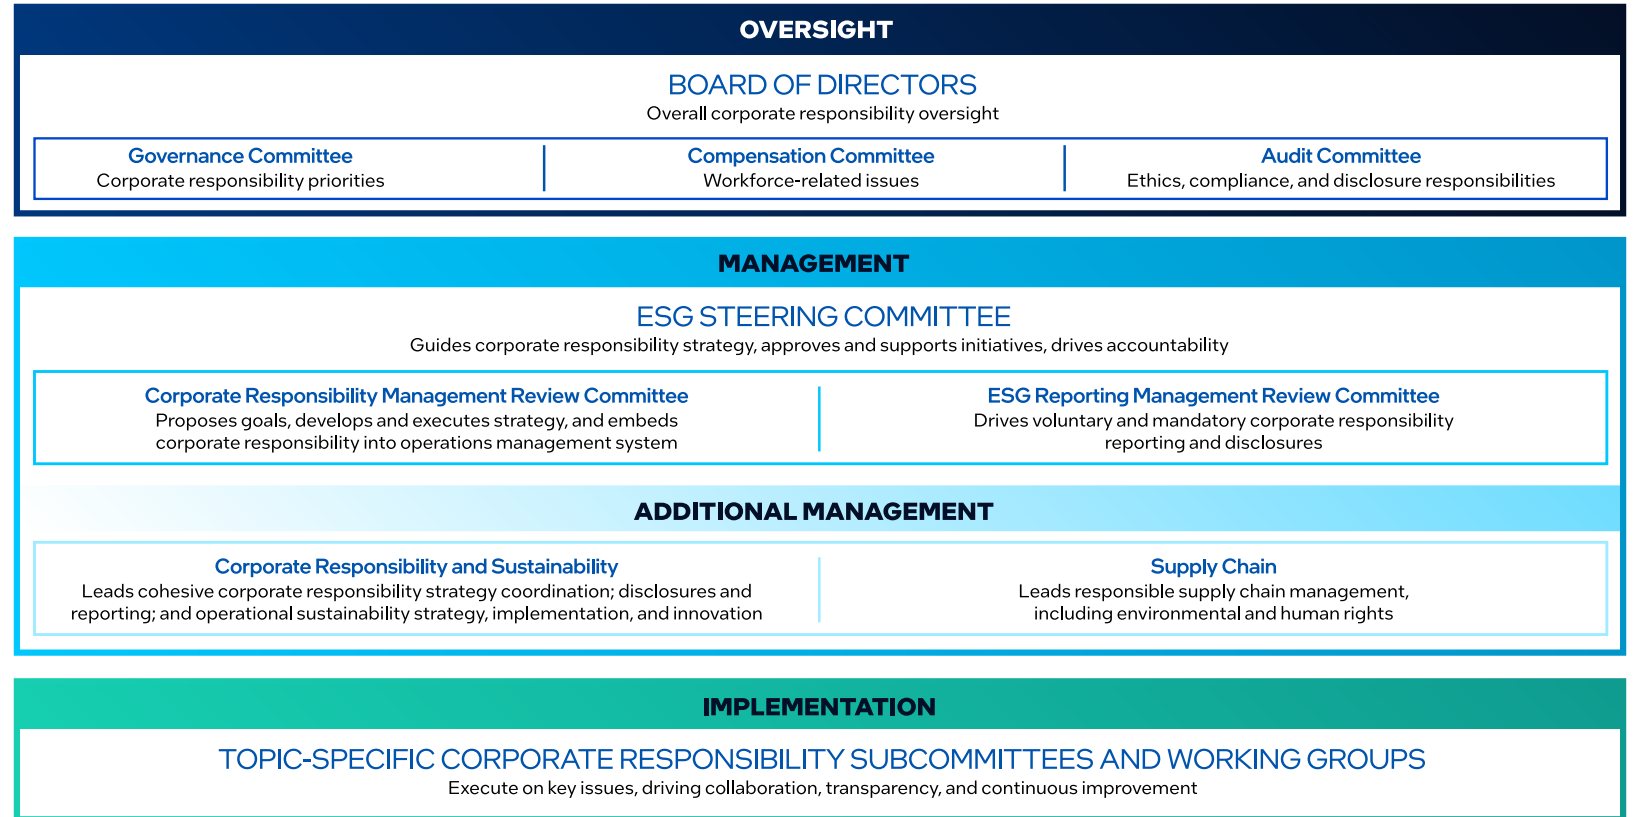 OVERSIGHT
BOARD OF DIRECTORS
Overall corporate responsibility oversight
Governance Committee
Corporate responsibility priorities
Compensation Committee
Workforce-related issues
Audit Committee
Ethics, compliance, and disclosure responsibilities
MANAGEMENT
ESG STEERING COMMITTEE
Guides corporate responsibility strategy, approves and supports initiatives, drives accountability
Corporate Responsibility Management Review Committee
Proposes goals, develops and executes strategy, and embeds
corporate responsibility into operations management system
ESG Reporting Management Review Committee
Drives voluntary and mandatory corporate responsibility
reporting and disclosures
ADDITIONAL MANAGEMENT
Corporate Responsibility and Sustainability
Leads cohesive corporate responsibility strategy coordination; disclosures and
reporting; and operational sustainability strategy, implementation, and innovation
Supply Chain
Leads responsible supply chain management,
including environmental and human rights
IMPLEMENTATION
TOPIC-SPECIFIC CORPORATE RESPONSIBILITY SUBCOMMITTEES AND WORKING GROUPS
Execute on key issues, driving collaboration, transparency, and continuous improvement